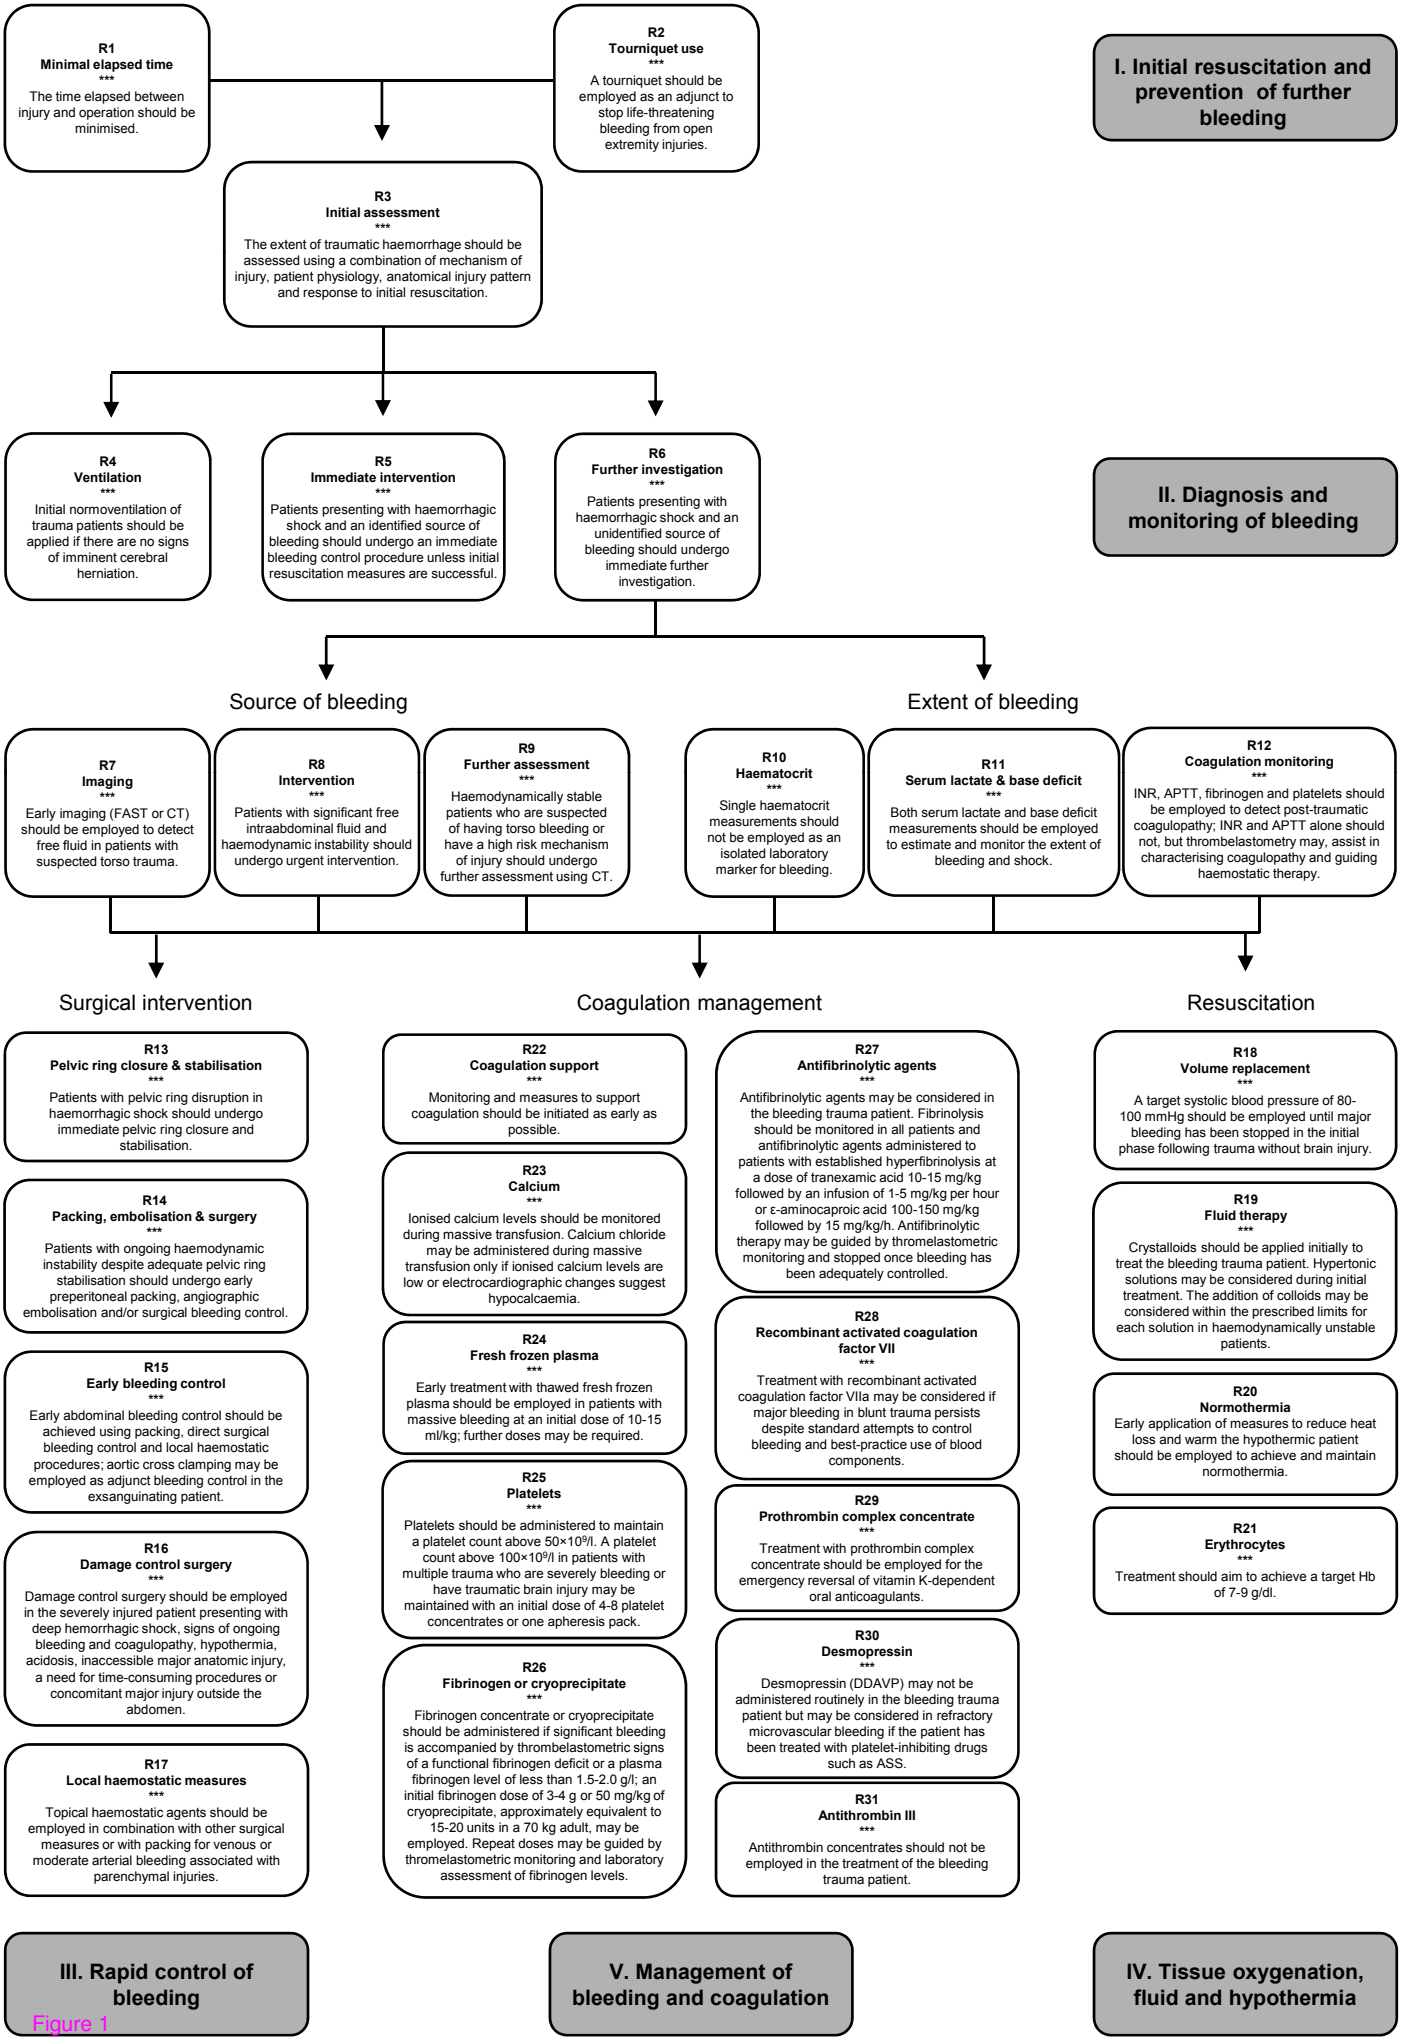 R1
Minimal elapsed time
***
The time elapsed between
injury and operation should be
minimised.
R2
Tourniquet use
***
A tourniquet should be
employed as an adjunct to
stop life-threatening
bleeding from open
extremity injuries.
I. Initial resuscitation and
prevention of further
bleeding
R3
Initial assessment
***
The extent of traumatic haemorrhage should be
assessed using a combination of mechanism of
injury, patient physiology, anatomical injury pattern
and response to initial resuscitation.
R4
Ventilation
***
Initial normoventilation of
trauma patients should be
applied if there are no signs
of imminent cerebral
herniation.
R5
Immediate intervention
***
Patients presenting with haemorrhagic
shock and an identified source of
bleeding should undergo an immediate
bleeding control procedure unless initial
resuscitation measures are successful.
R6
Further investigation
***
Patients presenting with
haemorrhagic shock and an
unidentified source of
bleeding should undergo
immediate further
investigation.
II. Diagnosis and
monitoring of bleeding
Source of bleeding
Extent of bleeding
R7
Imaging
***
Early imaging (FAST or CT)
should be employed to detect
free fluid in patients with
suspected torso trauma.
R8
Intervention
***
Patients with significant free
intraabdominal fluid and
haemodynamic instability should
undergo urgent intervention.
R9
Further assessment
***
Haemodynamically stable
patients who are suspected
of having torso bleeding or
have a high risk mechanism
of injury should undergo
further assessment using CT.
R10
Haematocrit
***
Single haematocrit
measurements should
not be employed as an
isolated laboratory
marker for bleeding.
R11
Serum lactate & base deficit
***
Both serum lactate and base deficit
measurements should be employed
to estimate and monitor the extent of
bleeding and shock.
R12
Coagulation monitoring
***
INR, APTT, fibrinogen and platelets should
be employed to detect post-traumatic
coagulopathy; INR and APTT alone should
not, but thrombelastometry may, assist in
characterising coagulopathy and guiding
haemostatic therapy.
Surgical intervention
Coagulation management
Resuscitation
R13
Pelvic ring closure & stabilisation
***
Patients with pelvic ring disruption in
haemorrhagic shock should undergo
immediate pelvic ring closure and
stabilisation.
R14
Packing, embolisation & surgery
***
Patients with ongoing haemodynamic
instability despite adequate pelvic ring
stabilisation should undergo early
preperitoneal packing, angiographic
embolisation and/or surgical bleeding control.
R15
Early bleeding control
***
Early abdominal bleeding control should be
achieved using packing, direct surgical
bleeding control and local haemostatic
procedures; aortic cross clamping may be
employed as adjunct bleeding control in the
exsanguinating patient.
R16
Damage control surgery
***
Damage control surgery should be employed
in the severely injured patient presenting with
deep hemorrhagic shock, signs of ongoing
bleeding and coagulopathy, hypothermia,
acidosis, inaccessible major anatomic injury,
a need for time-consuming procedures or
concomitant major injury outside the
abdomen.
R17
Local haemostatic measures
***
Topical haemostatic agents should be
employed in combination with other surgical
measures or with packing for venous or
moderate arterial bleeding associated with
parenchymal injuries.
R22
Coagulation support
***
Monitoring and measures to support
coagulation should be initiated as early as
possible.
R23
Calcium
***
Ionised calcium levels should be monitored
during massive transfusion. Calcium chloride
may be administered during massive
transfusion only if ionised calcium levels are
low or electrocardiographic changes suggest
hypocalcaemia.
R24
Fresh frozen plasma
***
Early treatment with thawed fresh frozen
plasma should be employed in patients with
massive bleeding at an initial dose of 10-15
ml/kg; further doses may be required.
R25
Platelets
***
Platelets should be administered to maintain
a platelet count above 50×10⁹/l. A platelet
count above 100×10⁹/l in patients with
multiple trauma who are severely bleeding or
have traumatic brain injury may be
maintained with an initial dose of 4-8 platelet
concentrates or one apheresis pack.
R26
Fibrinogen or cryoprecipitate
***
Fibrinogen concentrate or cryoprecipitate
should be administered if significant bleeding
is accompanied by thrombelastometric signs
of a functional fibrinogen deficit or a plasma
fibrinogen level of less than 1.5-2.0 g/l; an
initial fibrinogen dose of 3-4 g or 50 mg/kg of
cryoprecipitate, approximately equivalent to
15-20 units in a 70 kg adult, may be
employed. Repeat doses may be guided by
thromelastometric monitoring and laboratory
assessment of fibrinogen levels.
R27
Antifibrinolytic agents
***
Antifibrinolytic agents may be considered in
the bleeding trauma patient. Fibrinolysis
should be monitored in all patients and
antifibrinolytic agents administered to
patients with established hyperfibrinolysis at
a dose of tranexamic acid 10-15 mg/kg
followed by an infusion of 1-5 mg/kg per hour
or ε-aminocaproic acid 100-150 mg/kg
followed by 15 mg/kg/h. Antifibrinolytic
therapy may be guided by thromelastometric
monitoring and stopped once bleeding has
been adequately controlled.
R28
Recombinant activated coagulation
factor VII
***
Treatment with recombinant activated
coagulation factor VIIa may be considered if
major bleeding in blunt trauma persists
despite standard attempts to control
bleeding and best-practice use of blood
components.
R29
Prothrombin complex concentrate
***
Treatment with prothrombin complex
concentrate should be employed for the
emergency reversal of vitamin K-dependent
oral anticoagulants.
R30
Desmopressin
***
Desmopressin (DDAVP) may not be
administered routinely in the bleeding trauma
patient but may be considered in refractory
microvascular bleeding if the patient has
been treated with platelet-inhibiting drugs
such as ASS.
R31
Antithrombin III
***
Antithrombin concentrates should not be
employed in the treatment of the bleeding
trauma patient.
R18
Volume replacement
***
A target systolic blood pressure of 80-
100 mmHg should be employed until major
bleeding has been stopped in the initial
phase following trauma without brain injury.
R19
Fluid therapy
***
Crystalloids should be applied initially to
treat the bleeding trauma patient. Hypertonic
solutions may be considered during initial
treatment. The addition of colloids may be
considered within the prescribed limits for
each solution in haemodynamically unstable
patients.
R20
Normothermia
Early application of measures to reduce heat
loss and warm the hypothermic patient
should be employed to achieve and maintain
normothermia.
R21
Erythrocytes
***
Treatment should aim to achieve a target Hb
of 7-9 g/dl.
III. Rapid control of
bleeding
V. Management of
bleeding and coagulation
IV. Tissue oxygenation,
fluid and hypothermia
Figure 1